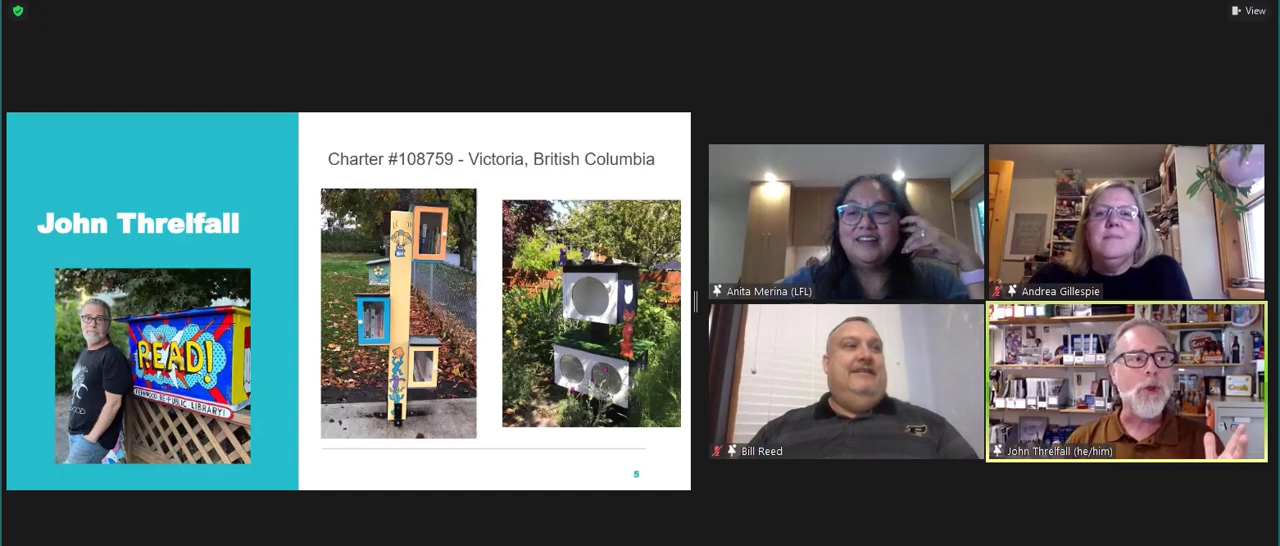 View
John Threlfall
Charter #108759 - Victoria, British Columbia
READ!
FERNWOOD RE-PUBLIC LIBRARY!
5
Anita Merina (LFL)
Andrea Gillespie
Bill Reed
John Threlfall (he/him)